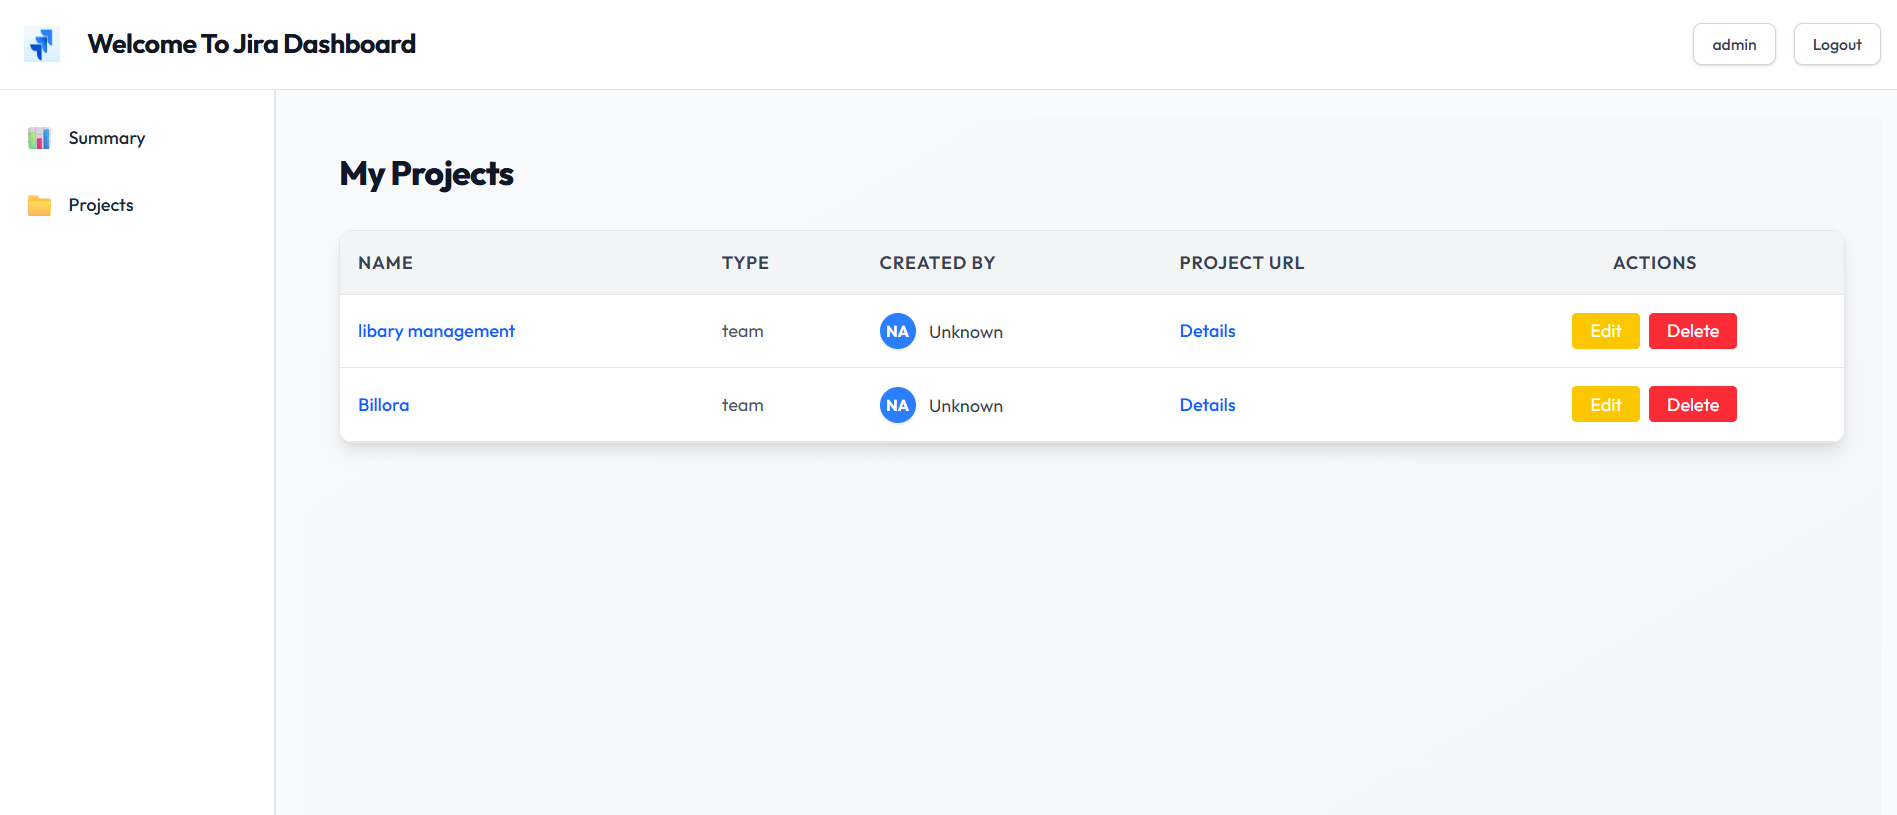 Welcome To Jira Dashboard
admin
Logout
Summary
Projects
My Projects
NAME TYPE CREATED BY PROJECT URL ACTIONS
libary management team NA Unknown Details Edit Delete
Billora team NA Unknown Details Edit Delete